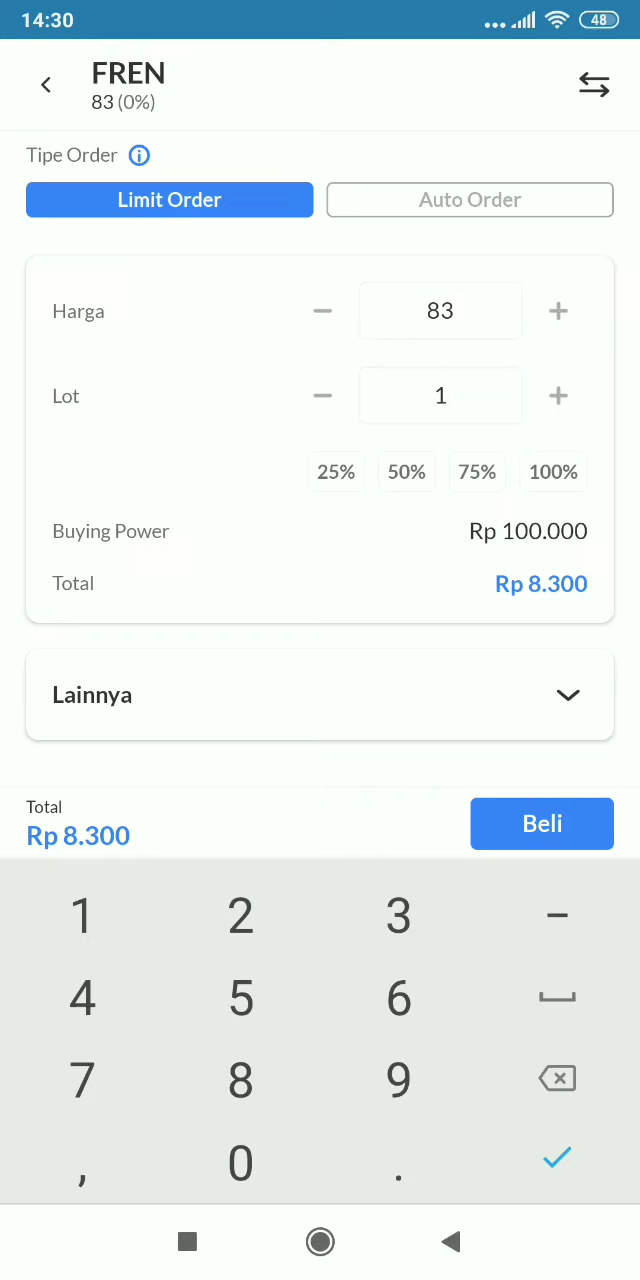 14:30 48
FREN
83 (0%)
Tipe Order
Limit Order Auto Order
Harga − 83 +
Lot − 1 +
25% 50% 75% 100%
Buying Power Rp 100.000
Total Rp 8.300
Lainnya
Total
Rp 8.300
Beli
1 2 3 −
4 5 6
7 8 9
, 0 .